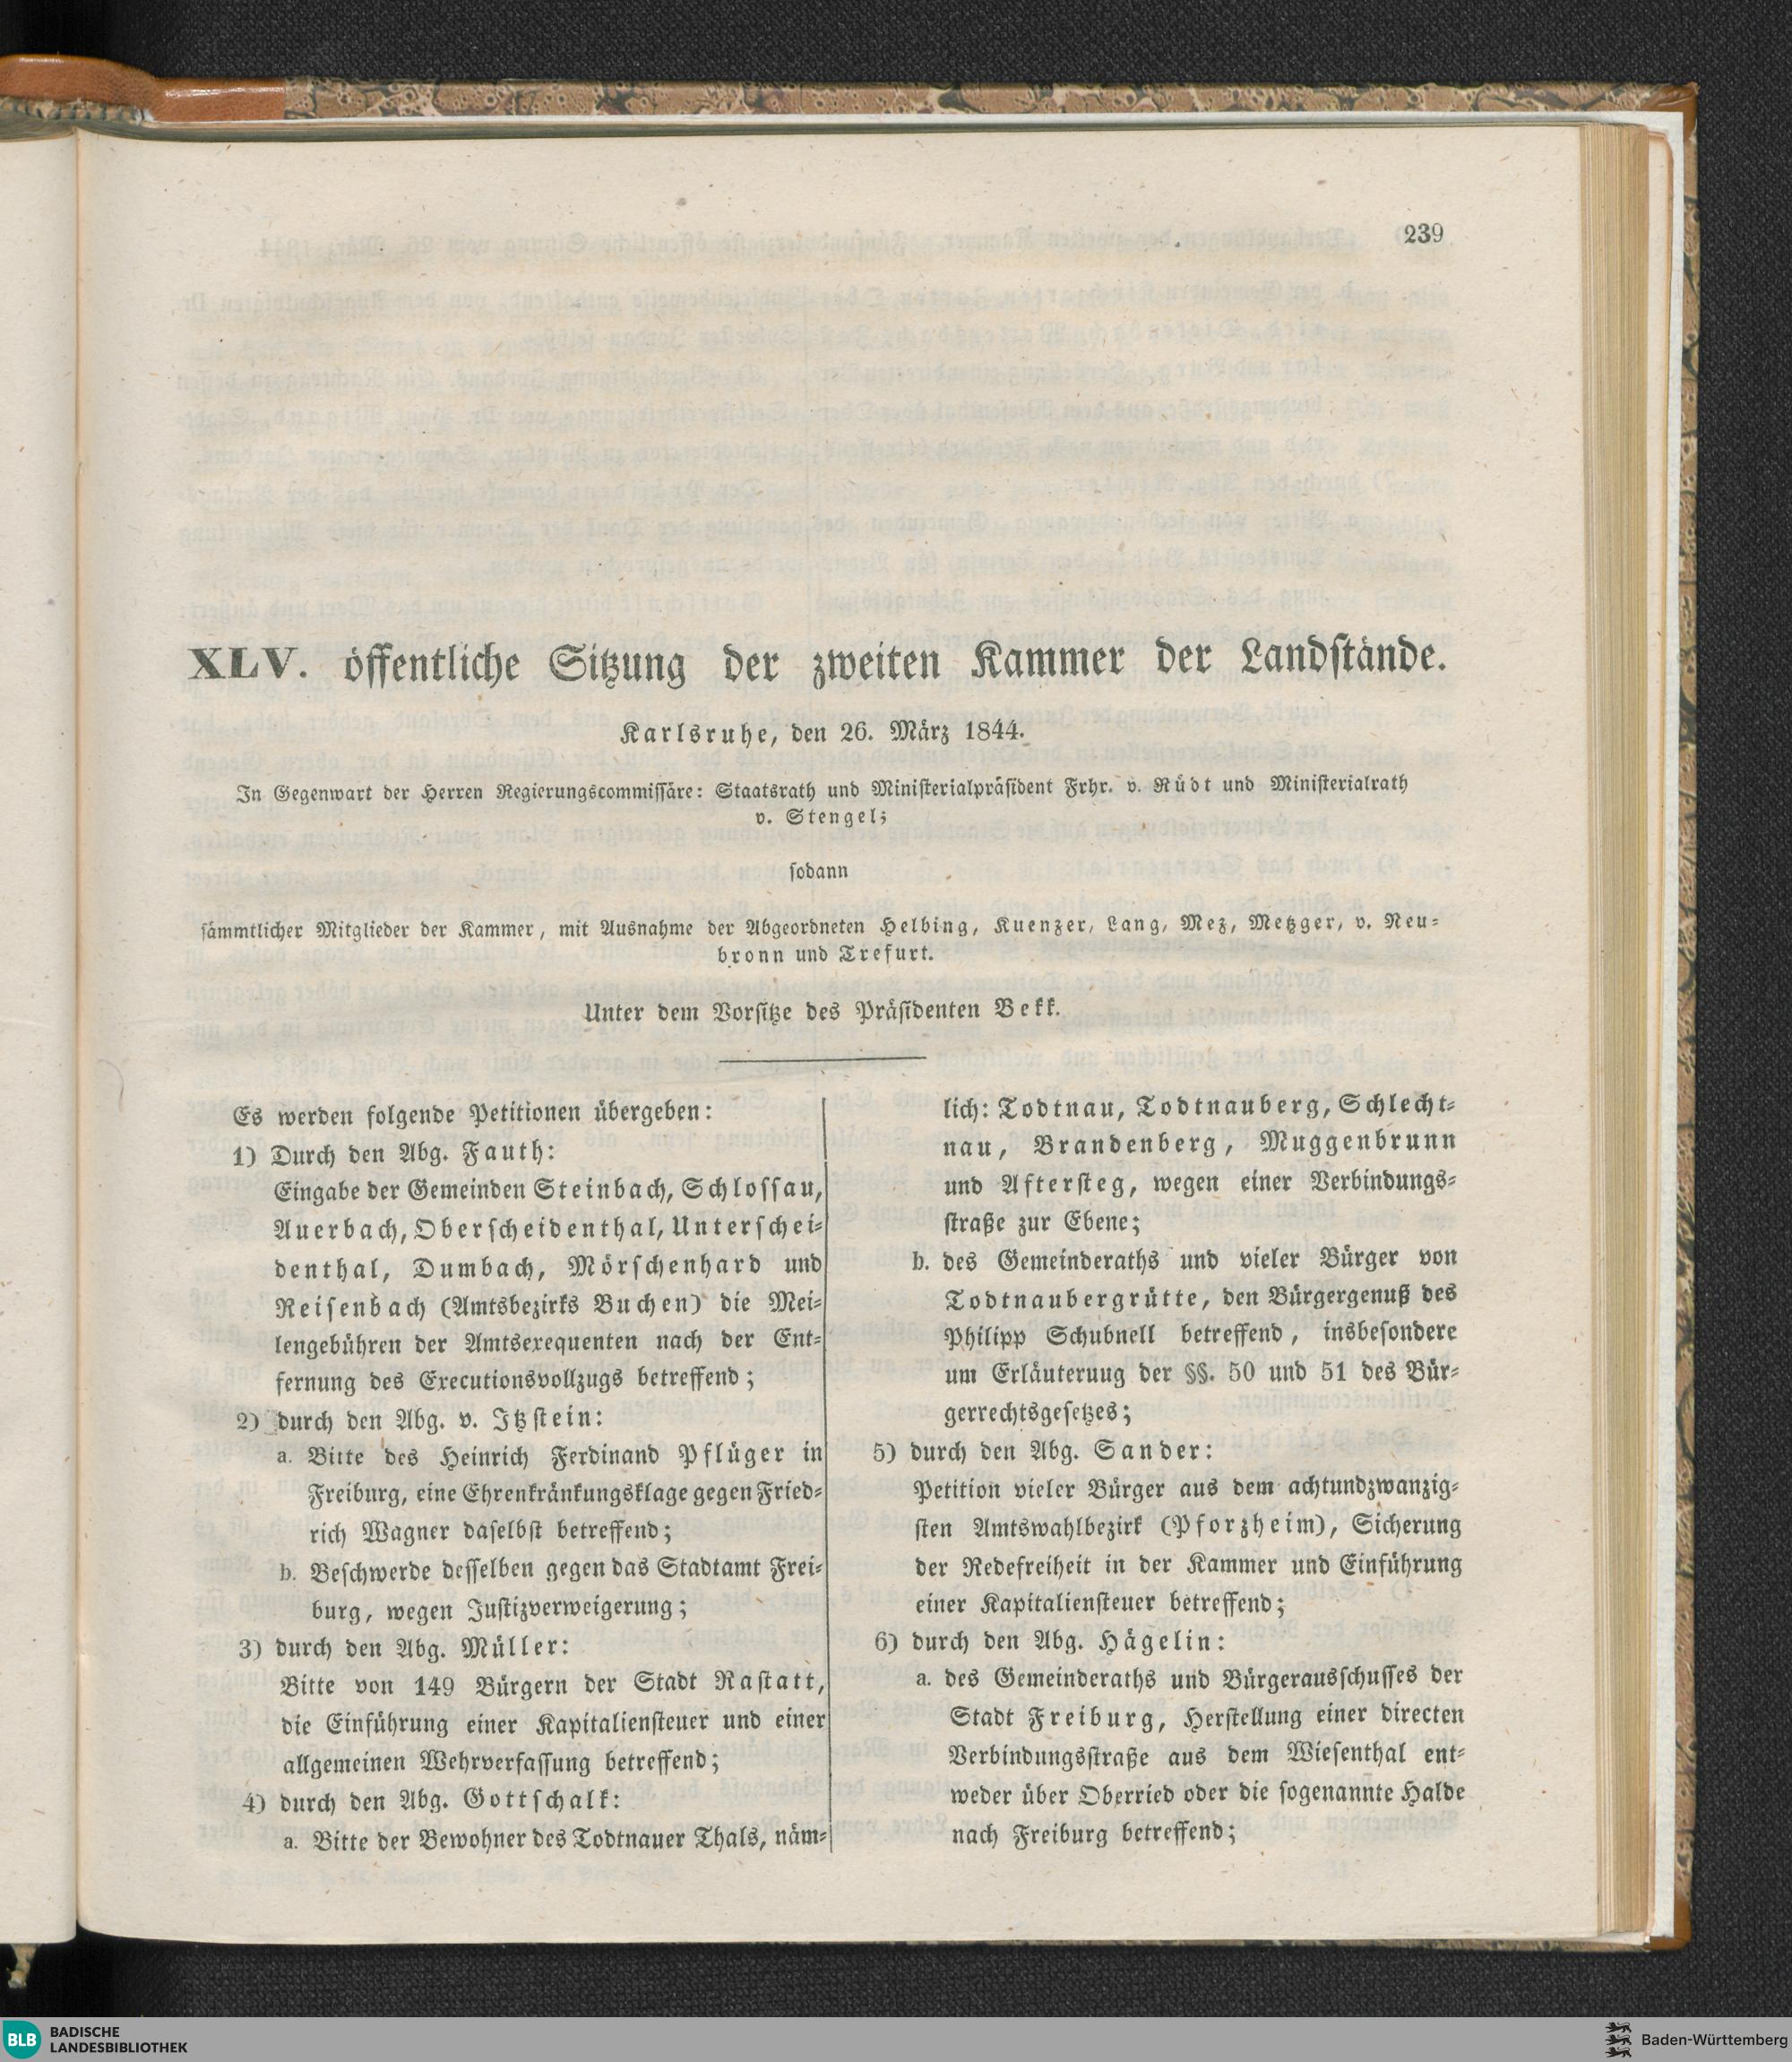 239
XLV. öffentliche Sitzung der zweiten Kammer der Landstände.
Karlsruhe, den 26. März 1844.
In Gegenwart der Herren Regierungscommissäre: Staatsrath und Ministerialpräsident Frhr. v. Rüdt und Ministerialrath
v. Stengel;
sodann
sämmtlicher Mitglieder der Kammer, mit Ausnahme der Abgeordneten Helbing, Kuenzer, Lang, Mez, Metzger, v. Neu-
bronn und Trefurt.
Unter dem Vorsitze des Präsidenten Bekk.
Es werden folgende Petitionen übergeben:
1) Durch den Abg. Fauth:
Eingabe der Gemeinden Steinbach, Schlossau,
Auerbach, Oberscheidenthal, Unterschei-
denthal, Dumbach, Mörschenhard und
Reisenbach (Amtsbezirks Buchen) die Mei-
lengebühren der Amtsexequenten nach der Ent-
fernung des Executionsvollzugs betreffend;
2) durch den Abg. v. Itzstein:
a. Bitte des Heinrich Ferdinand Pflüger in
Freiburg, eine Ehrenkränkungsklage gegen Fried-
rich Wagner daselbst betreffend;
b. Beschwerde desselben gegen das Stadtamt Frei-
burg, wegen Justizverweigerung;
3) durch den Abg. Müller:
Bitte von 149 Bürgern der Stadt Rastatt,
die Einführung einer Kapitaliensteuer und einer
allgemeinen Wehrverfassung betreffend;
4) durch den Abg. Gottschalk:
a. Bitte der Bewohner des Todtnauer Thals, näm-
lich: Todtnau, Todtnauberg, Schlecht-
nau, Brandenberg, Muggenbrunn
und Aftersteg, wegen einer Verbindungs-
straße zur Ebene;
b. des Gemeinderaths und vieler Bürger von
Todtnaubergrütte, den Bürgergenuß des
Philipp Schubnell betreffend, insbesondere
um Erläuteruug der §§. 50 und 51 des Bür-
gerrechtsgesetzes;
5) durch den Abg. Sander:
Petition vieler Bürger aus dem achtundzwanzig-
sten Amtswahlbezirk (Pforzheim), Sicherung
der Redefreiheit in der Kammer und Einführung
einer Kapitaliensteuer betreffend;
6) durch den Abg. Hägelin:
a. des Gemeinderaths und Bürgerausschusses der
Stadt Freiburg, Herstellung einer directen
Verbindungsstraße aus dem Wiesenthal ent-
weder über Oberried oder die sogenannte Halde
nach Freiburg betreffend;
BLB BADISCHE
LANDESBIBLIOTHEK
Baden-Württemberg